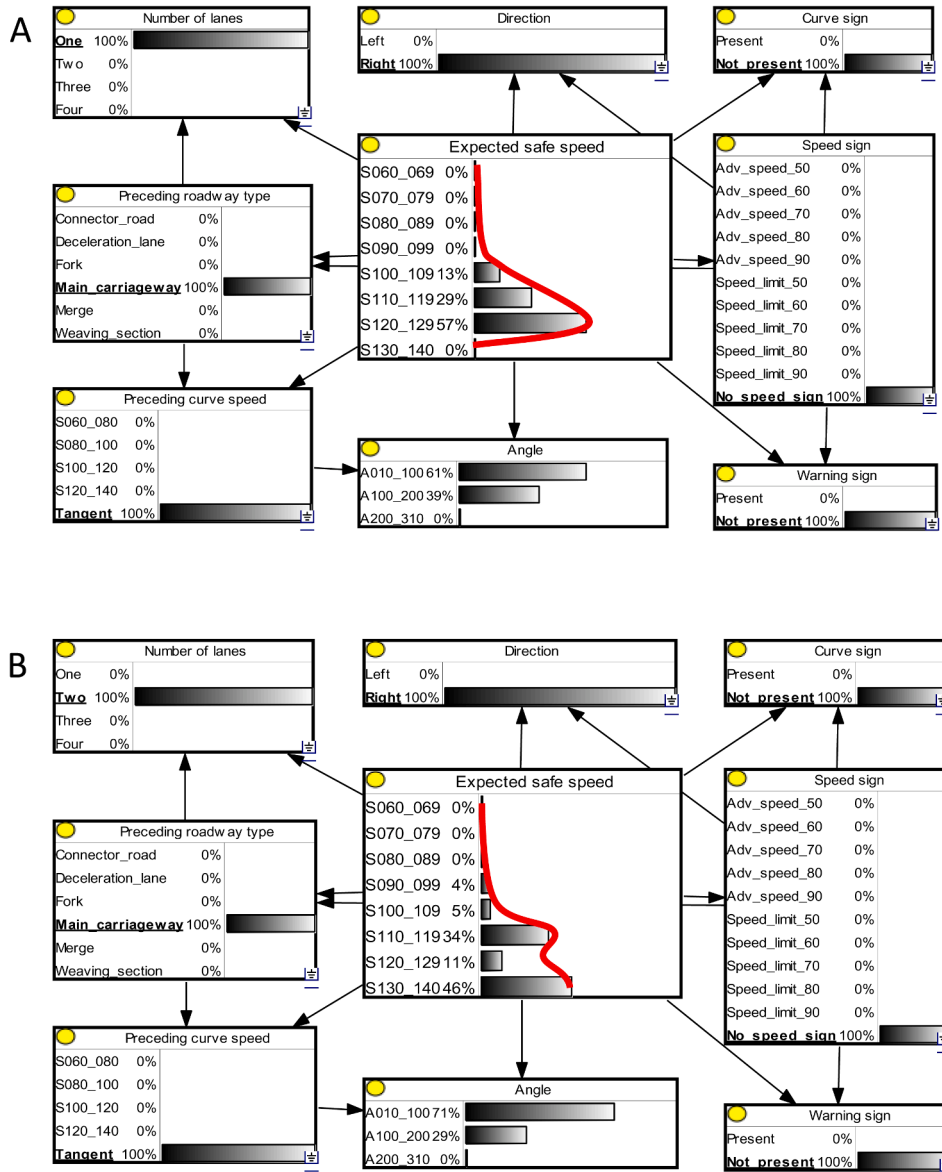 A
Number of lanes
One 100%
Two 0%
Three 0%
Four 0%
Direction
Left 0%
Right 100%
Curve sign
Present 0%
Not_present 100%
Preceding roadway type
Connector_road 0%
Deceleration_lane 0%
Fork 0%
Main_carriageway 100%
Merge 0%
Weaving_section 0%
Expected safe speed
S060_069 0%
S070_079 0%
S080_089 0%
S090_099 0%
S100_109 13%
S110_119 29%
S120_129 57%
S130_140 0%
Speed sign
Adv_speed_50 0%
Adv_speed_60 0%
Adv_speed_70 0%
Adv_speed_80 0%
Adv_speed_90 0%
Speed_limit_50 0%
Speed_limit_60 0%
Speed_limit_70 0%
Speed_limit_80 0%
Speed_limit_90 0%
No_speed_sign 100%
Preceding curve speed
S060_080 0%
S080_100 0%
S100_120 0%
S120_140 0%
Tangent 100%
Angle
A010_100 61%
A100_200 39%
A200_310 0%
Warning sign
Present 0%
Not_present 100%
B
Number of lanes
One 0%
Two 100%
Three 0%
Four 0%
Direction
Left 0%
Right 100%
Curve sign
Present 0%
Not_present 100%
Preceding roadway type
Connector_road 0%
Deceleration_lane 0%
Fork 0%
Main_carriageway 100%
Merge 0%
Weaving_section 0%
Expected safe speed
S060_069 0%
S070_079 0%
S080_089 0%
S090_099 4%
S100_109 5%
S110_119 34%
S120_129 11%
S130_140 46%
Speed sign
Adv_speed_50 0%
Adv_speed_60 0%
Adv_speed_70 0%
Adv_speed_80 0%
Adv_speed_90 0%
Speed_limit_50 0%
Speed_limit_60 0%
Speed_limit_70 0%
Speed_limit_80 0%
Speed_limit_90 0%
No_speed_sign 100%
Preceding curve speed
S060_080 0%
S080_100 0%
S100_120 0%
S120_140 0%
Tangent 100%
Angle
A010_100 71%
A100_200 29%
A200_310 0%
Warning sign
Present 0%
Not_present 100%